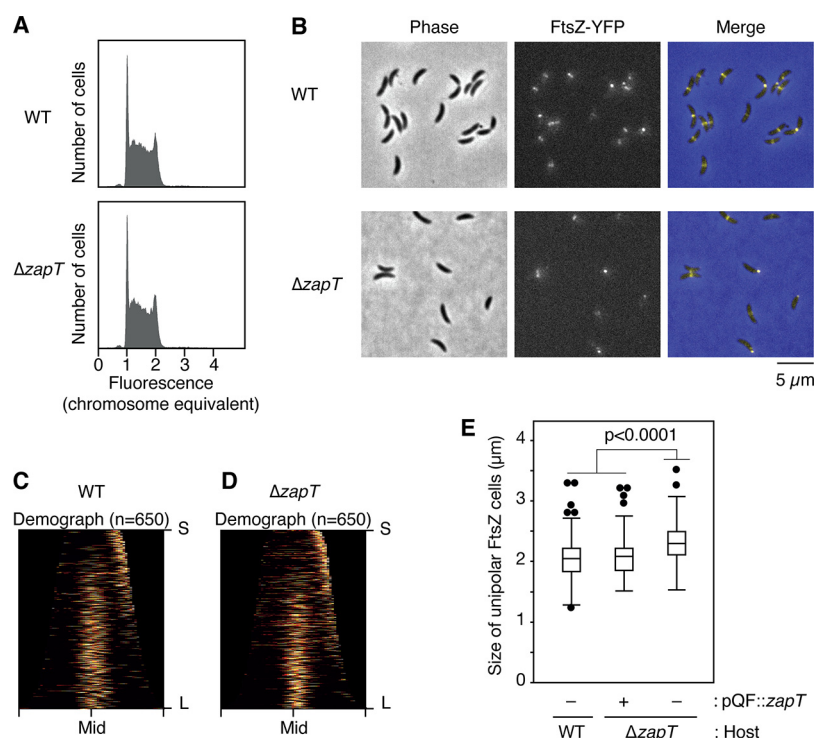 A
WT
Number of cells
ΔzapT
Number of cells
0 1 2 3 4
Fluorescence
(chromosome equivalent)
B
Phase FtsZ-YFP Merge
WT
ΔzapT
5 µm
C
WT
Demograph (n=650)
S
L
Mid
D
ΔzapT
Demograph (n=650)
S
L
Mid
E
Size of unipolar FtsZ cells (µm)
4
3
2
1
0
p<0.0001
– + – : pQF::zapT
WT ΔzapT : Host